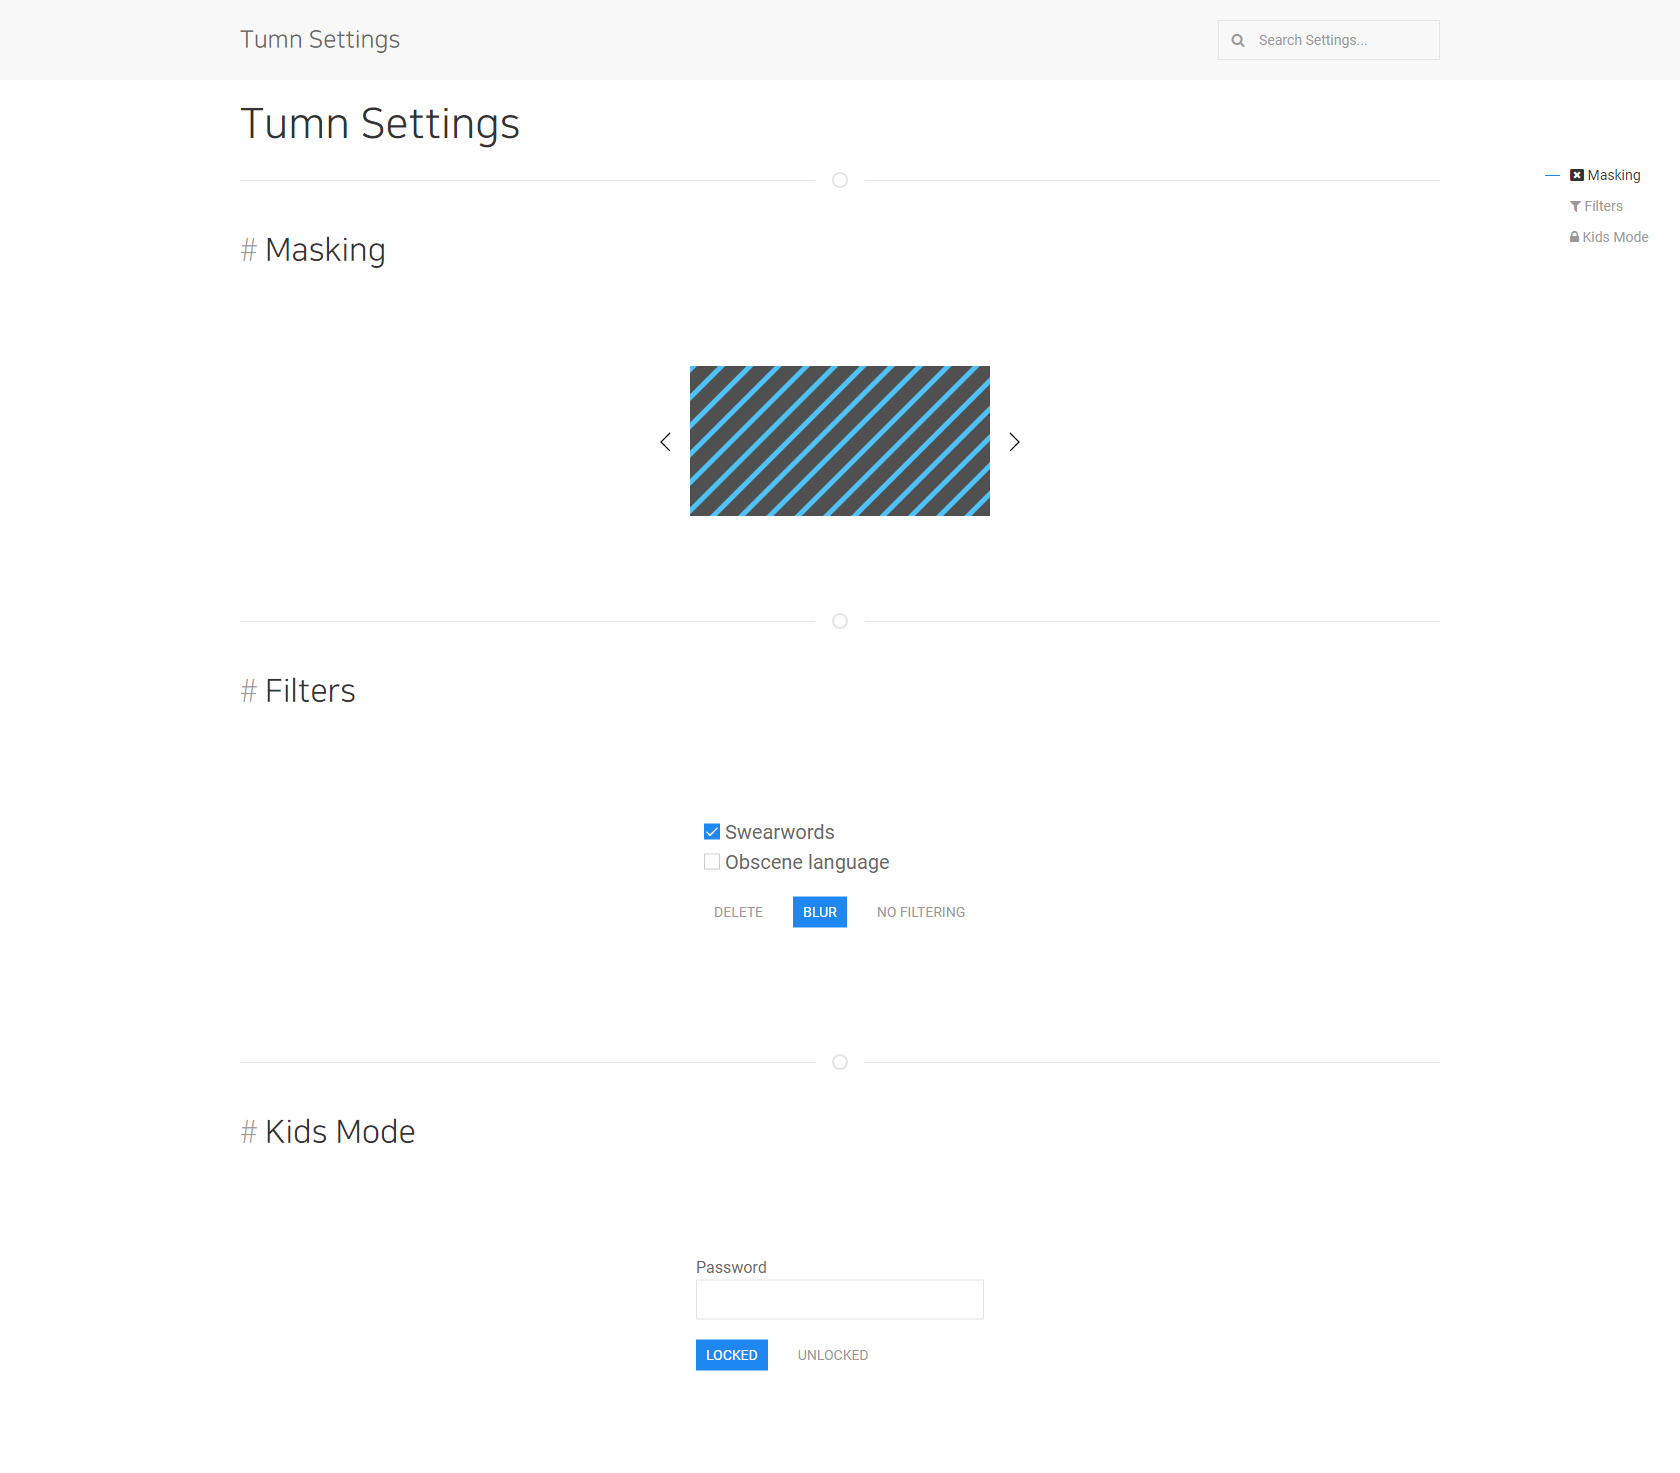 Tumn Settings
Search Settings...
Tumn Settings
Masking
Filters
Kids Mode
# Masking
# Filters
Swearwords
Obscene language
DELETE BLUR NO FILTERING
# Kids Mode
Password
LOCKED UNLOCKED